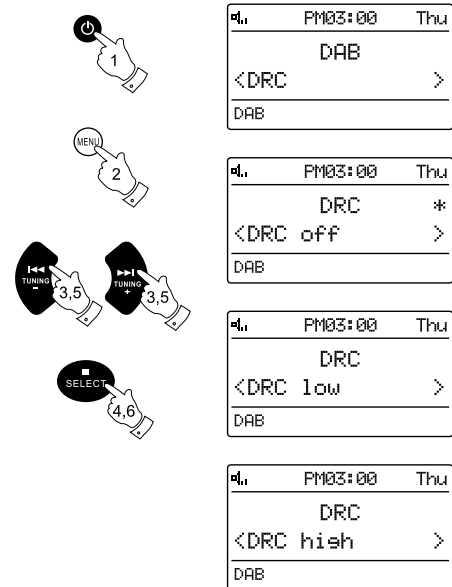 1
MENU
2
TUNING
-
3,5
TUNING
+
3,5
SELECT
4,6
PM03:00 Thu
DAB
<DRC >
DAB
PM03:00 Thu
DRC *
<DRC off >
DAB
PM03:00 Thu
DRC
<DRC low >
DAB
PM03:00 Thu
DRC
<DRC high >
DAB